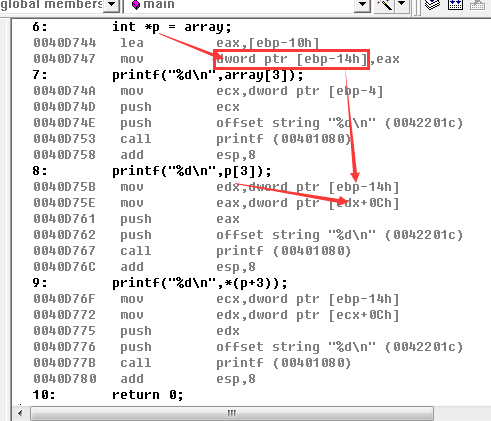 global members main
6: int *p = array;
0040D744 lea eax,[ebp-10h]
0040D747 mov dword ptr [ebp-14h],eax
7: printf("%d\n",array[3]);
0040D74A mov ecx,dword ptr [ebp-4]
0040D74D push ecx
0040D74E push offset string "%d\n" (0042201c)
0040D753 call printf (00401080)
0040D758 add esp,8
8: printf("%d\n",p[3]);
0040D75B mov edx,dword ptr [ebp-14h]
0040D75E mov eax,dword ptr [edx+0Ch]
0040D761 push eax
0040D762 push offset string "%d\n" (0042201c)
0040D767 call printf (00401080)
0040D76C add esp,8
9: printf("%d\n",*(p+3));
0040D76F mov ecx,dword ptr [ebp-14h]
0040D772 mov edx,dword ptr [ecx+0Ch]
0040D775 push edx
0040D776 push offset string "%d\n" (0042201c)
0040D77B call printf (00401080)
0040D780 add esp,8
10: return 0;